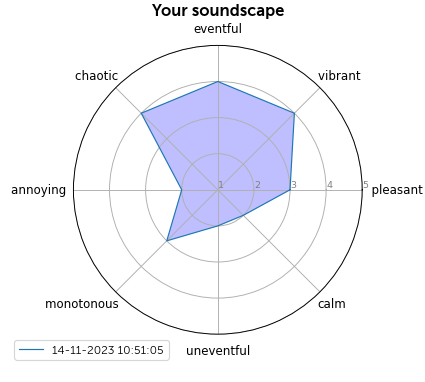 Your soundscape
eventful
chaotic
vibrant
annoying
1
2
3
4
5
pleasant
monotonous
calm
14-11-2023 10:51:05
uneventful